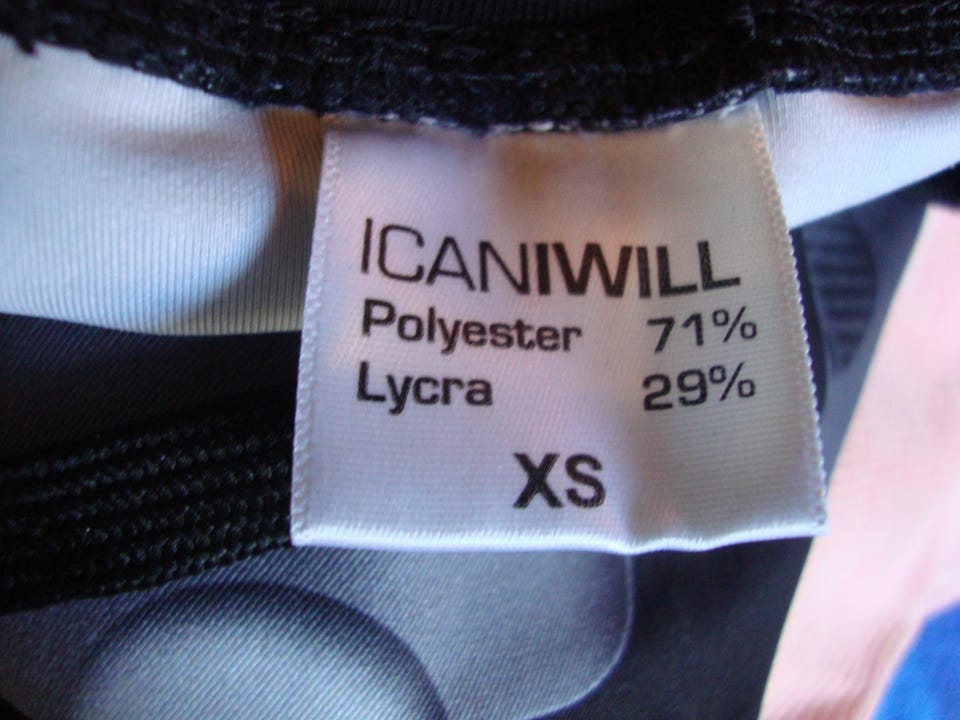 ICANIWILL
Polyester 71%
Lycra 29%
XS